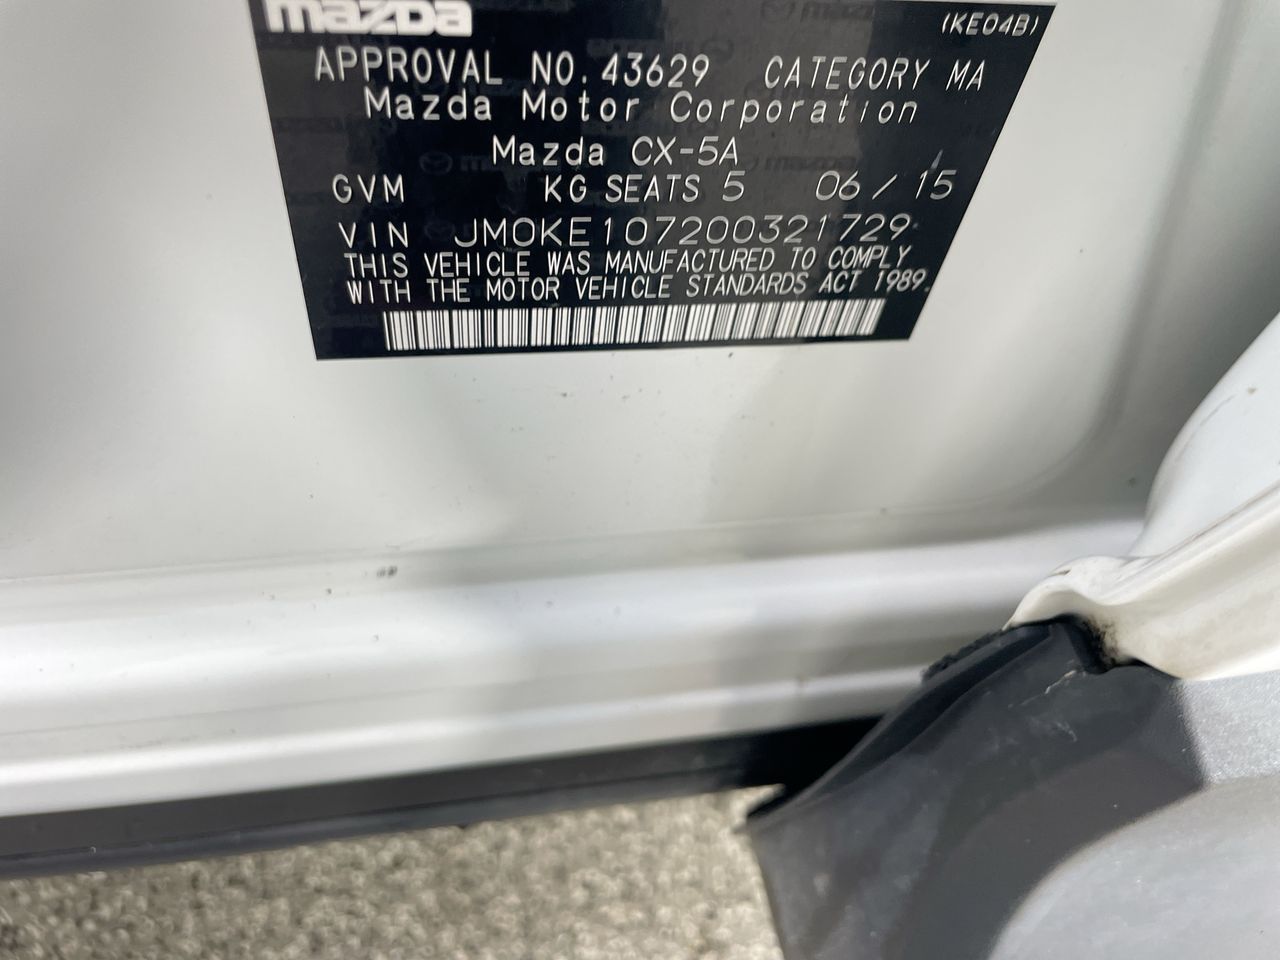 mazda (KE04B)
APPROVAL NO. 43629 CATEGORY MA
Mazda Motor Corporation
Mazda CX-5A
GVM KG SEATS 5 06/15
VIN JM0KE107200321729
THIS VEHICLE WAS MANUFACTURED TO COMPLY
WITH THE MOTOR VEHICLE STANDARDS ACT 1989.